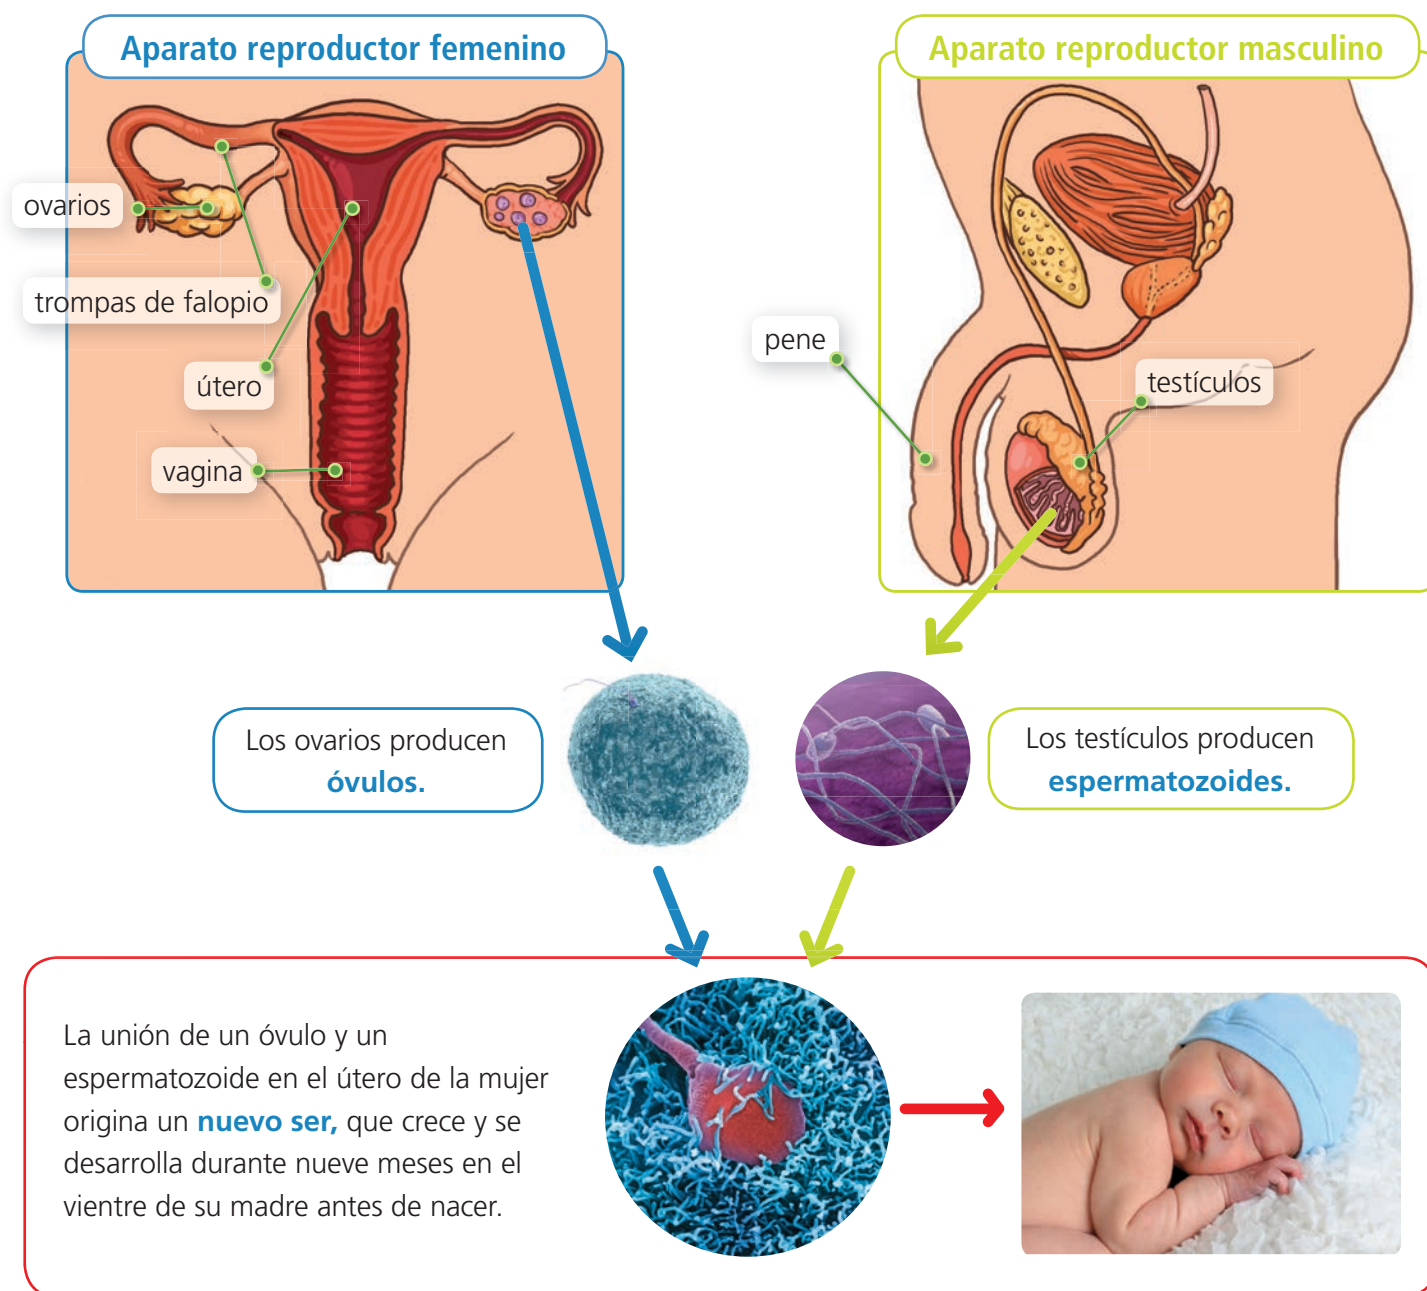 Aparato reproductor femenino
ovarios
trompas de falopio
útero
vagina
Aparato reproductor masculino
pene
testículos
Los ovarios producen
óvulos.
Los testículos producen
espermatozoides.
La unión de un óvulo y un
espermatozoide en el útero de la mujer
origina un nuevo ser, que crece y se
desarrolla durante nueve meses en el
vientre de su madre antes de nacer.